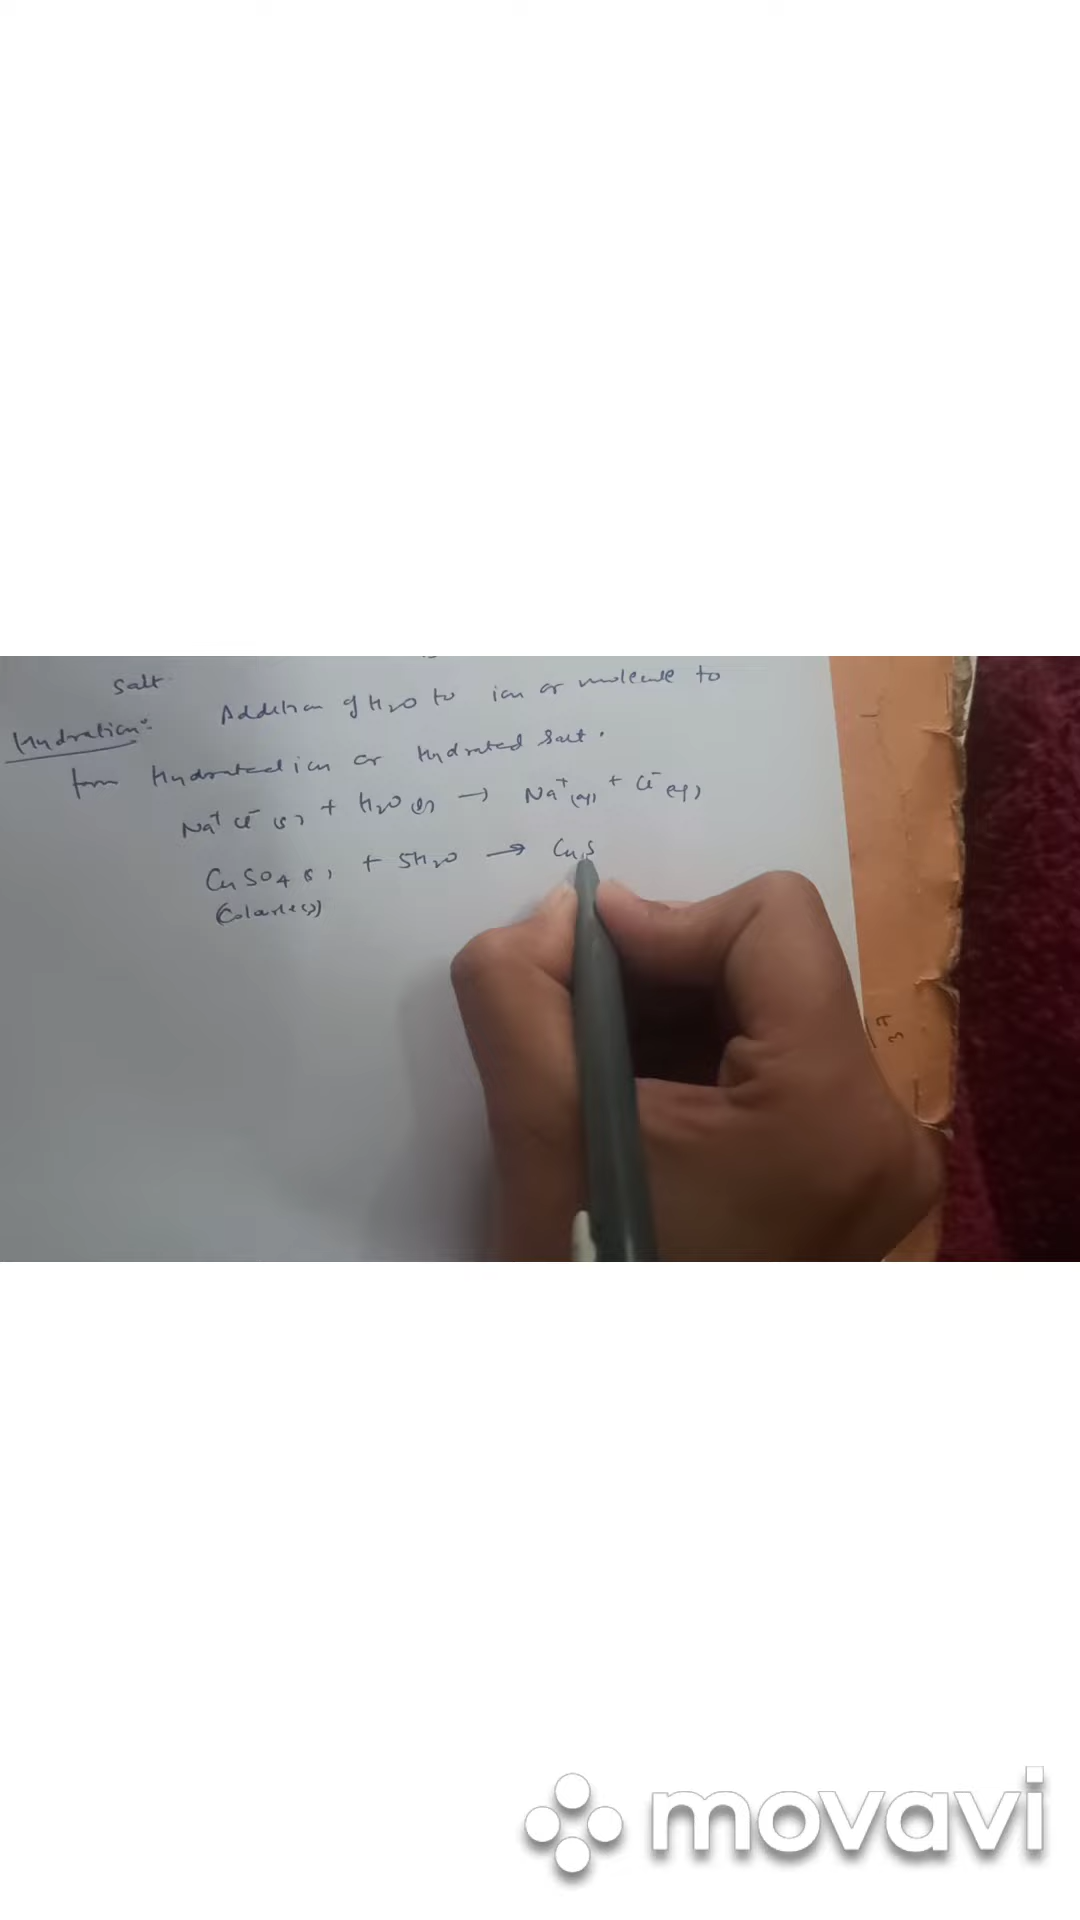 Salt
Hydration: Addition of H2O to ion or molecule to
form Hydrated ion or Hydrated Salt.
Na+ Cl- (s) + H2O (l) → Na+ (aq) + Cl- (aq)
CuSO4 (s) + 5H2O → CuS
(Colorless)
movavi